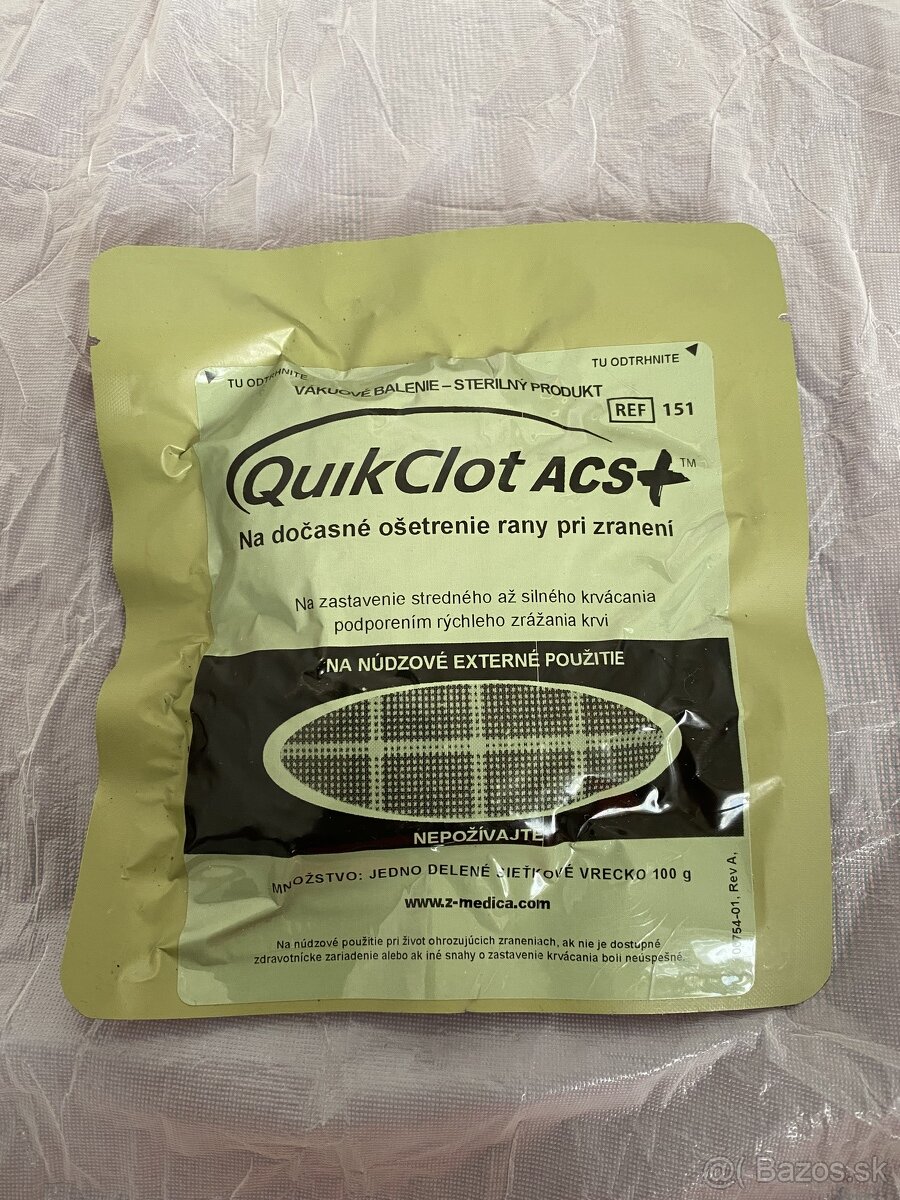 TU ODTRHNITE
TU ODTRHNITE
VÁKUOVÉ BALENIE – STERILNÝ PRODUKT
REF 151
QuikClot ACS+™
Na dočasné ošetrenie rany pri zranení
Na zastavenie stredného až silného krvácania
podporením rýchleho zrážania krvi
NA NÚDZOVÉ EXTERNÉ POUŽITIE
NEPOŽÍVAJTE
MNOŽSTVO: JEDNO DELENÉ SIEŤKOVÉ VRECKO 100 g
www.z-medica.com
Na núdzové použitie pri život ohrozujúcich zraneniach, ak nie je dostupné
zdravotnícke zariadenie alebo ak iné snahy o zastavenie krvácania boli neúspešné.
Rev A,
Bazos.sk